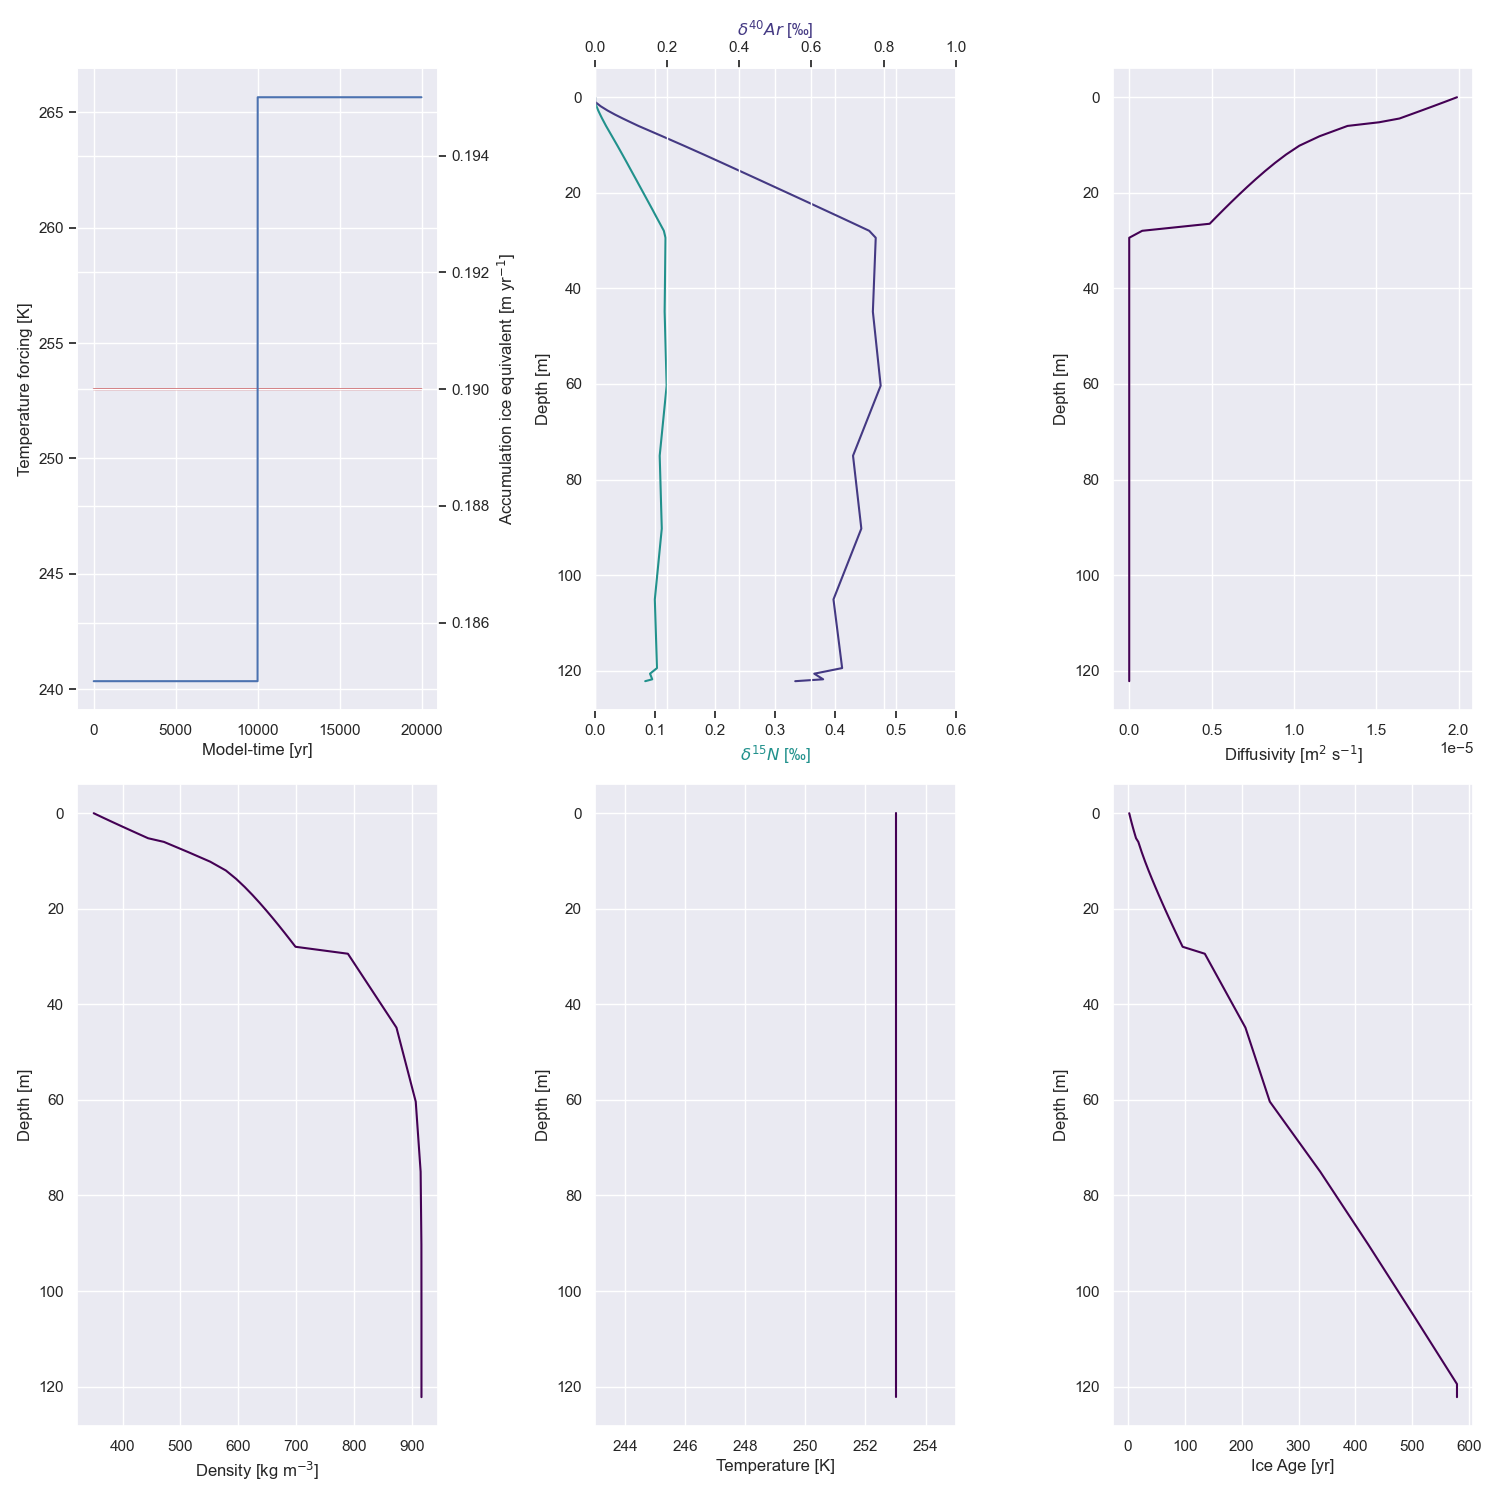 δ⁴⁰Ar [‰]
0.0 0.2 0.4 0.6 0.8 1.0
265
260
255
250
245
240
Temperature forcing [K]
0 5000 10000 15000 20000
Model-time [yr]
0.194
0.192
0.190
0.188
0.186
Accumulation ice equivalent [m yr⁻¹]
0
20
40
60
80
100
120
Depth [m]
0.0 0.1 0.2 0.3 0.4 0.5 0.6
δ¹⁵N [‰]
0
20
40
60
80
100
120
Depth [m]
0.0 0.5 1.0 1.5 2.0
1e−5
Diffusivity [m² s⁻¹]
0
20
40
60
80
100
120
Depth [m]
400 500 600 700 800 900
Density [kg m⁻³]
0
20
40
60
80
100
120
Depth [m]
244 246 248 250 252 254
Temperature [K]
0
20
40
60
80
100
120
Depth [m]
0 100 200 300 400 500 600
Ice Age [yr]